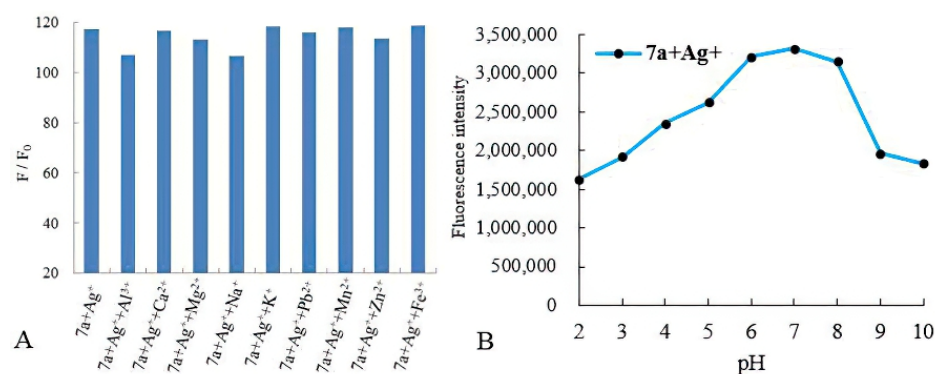 120
100
80
60
40
20
F / F₀
7a+Ag⁺
7a+Ag⁺+Al³⁺
7a+Ag⁺+Ca²⁺
7a+Ag⁺+Mg²⁺
7a+Ag⁺+Na⁺
7a+Ag⁺+K⁺
7a+Ag⁺+Pb²⁺
7a+Ag⁺+Mn²⁺
7a+Ag⁺+Zn²⁺
7a+Ag⁺+Fe³⁺
A
3,500,000
3,000,000
2,500,000
2,000,000
1,500,000
1,000,000
500,000
0
Fluorescence intensity
7a+Ag+
2 3 4 5 6 7 8 9 10
pH
B